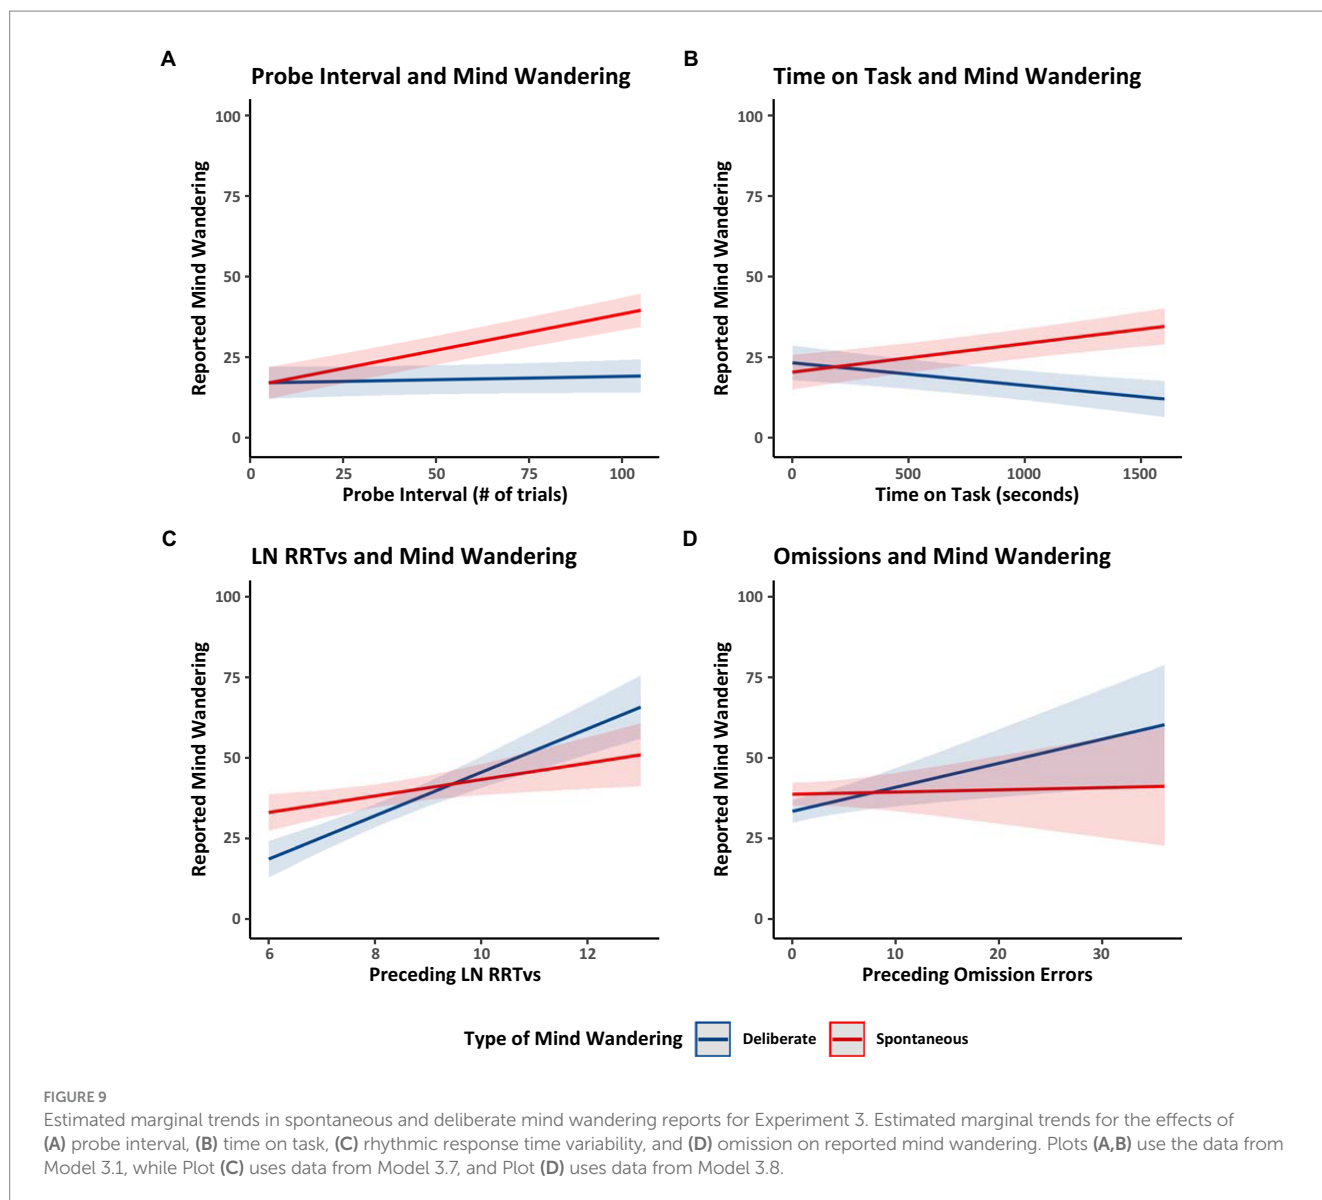 A
Probe Interval and Mind Wandering
100
75
50
25
0
Reported Mind Wandering
0 25 50 75 100
Probe Interval (# of trials)
B
Time on Task and Mind Wandering
100
75
50
25
0
Reported Mind Wandering
0 500 1000 1500
Time on Task (seconds)
C
LN RRTvs and Mind Wandering
100
75
50
25
0
Reported Mind Wandering
6 8 10 12
Preceding LN RRTvs
D
Omissions and Mind Wandering
100
75
50
25
0
Reported Mind Wandering
0 10 20 30
Preceding Omission Errors
Type of Mind Wandering Deliberate Spontaneous
FIGURE 9
Estimated marginal trends in spontaneous and deliberate mind wandering reports for Experiment 3. Estimated marginal trends for the effects of
(A) probe interval, (B) time on task, (C) rhythmic response time variability, and (D) omission on reported mind wandering. Plots (A,B) use the data from
Model 3.1, while Plot (C) uses data from Model 3.7, and Plot (D) uses data from Model 3.8.